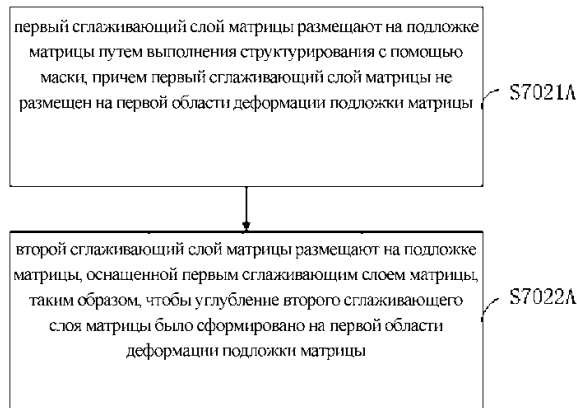 первый сглаживающий слой матрицы размещают на подложке
матрицы путем выполнения структурирования с помощью
маски, причем первый сглаживающий слой матрицы не
размещен на первой области деформации подложки матрицы
S7021A
второй сглаживающий слой матрицы размещают на подложке
матрицы, оснащенной первым сглаживающим слоем матрицы,
таким образом, чтобы углубление второго сглаживающего
слоя матрицы было сформировано на первой области
деформации подложки матрицы
S7022A